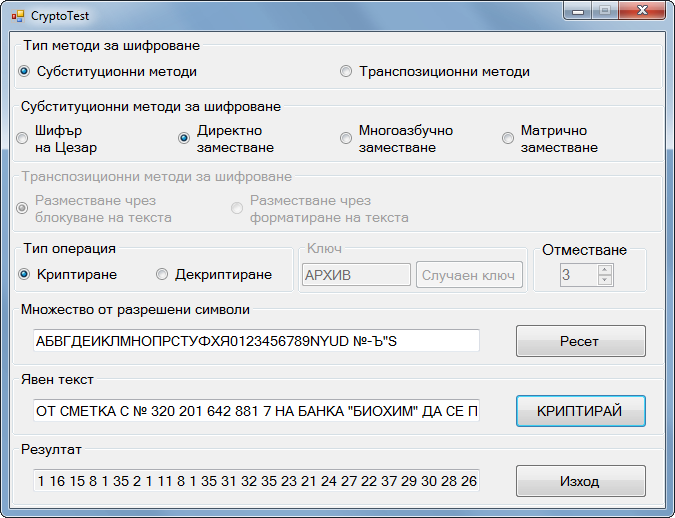 CryptoTest
Тип методи за шифроване
Субституционни методи
Транспозиционни методи
Субституционни методи за шифроване
Шифър
на Цезар
Директно
заместване
Многоазбучно
заместване
Матрично
заместване
Транспозиционни методи за шифроване
Разместване чрез
блокуване на текста
Разместване чрез
форматиране на текста
Тип операция
Криптиране
Декриптиране
Ключ
АРХИВ
Случаен ключ
Отместване
3
Множество от разрешени символи
АБВГДЕИКЛМНОПРСТУФХЯ0123456789NYUD №-Ъ"S
Ресет
Явен текст
ОТ СМЕТКА С № 320 201 642 881 7 НА БАНКА "БИОХИМ" ДА СЕ П
КРИПТИРАЙ
Резултат
1 16 15 8 1 35 2 1 11 8 1 35 31 32 35 23 21 24 27 22 37 29 30 28 26
Изход